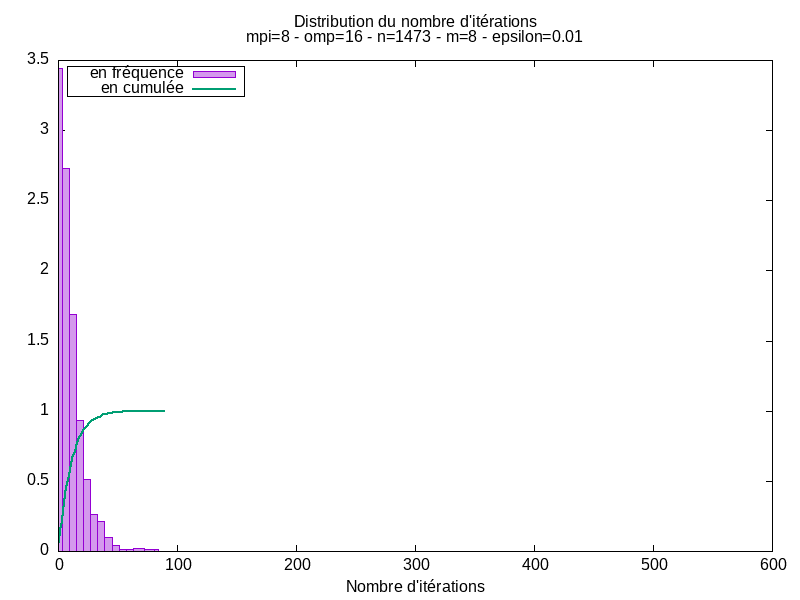 Distribution du nombre d'itérations
mpi=8 - omp=16 - n=1473 - m=8 - epsilon=0.01
3.5
3
2.5
2
1.5
1
0.5
0
en fréquence
en cumulée
0 100 200 300 400 500 600
Nombre d'itérations